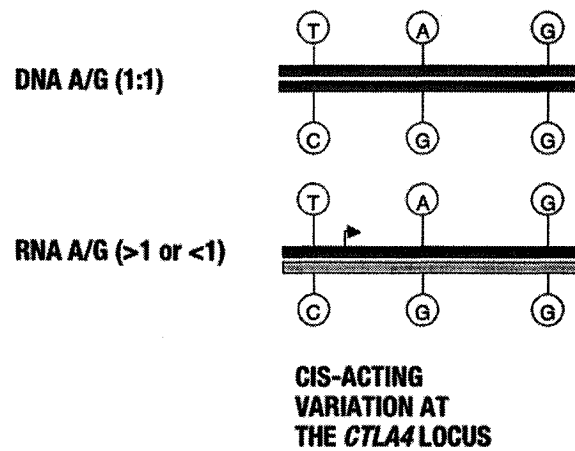 T A G
DNA A/G (1:1)
C G G
T A G
RNA A/G (>1 or <1)
C G G
CIS-ACTING
VARIATION AT
THE CTLA4 LOCUS